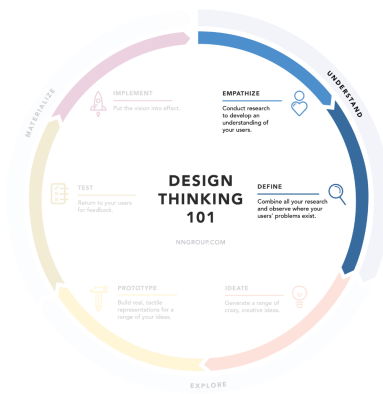 UNDERSTAND
EMPATHIZE
Conduct research
to develop an
understanding of
your users.
DEFINE
Combine all your research
and observe where your
users' problems exist.
IDEATE
Generate a range of
crazy, creative ideas.
EXPLORE
PROTOTYPE
Build real, tactile
representations for a
range of your ideas.
TEST
Return to your users
for feedback.
MATERIALIZE
IMPLEMENT
Put the vision into effect.
DESIGN
THINKING
101
NNGROUP.COM